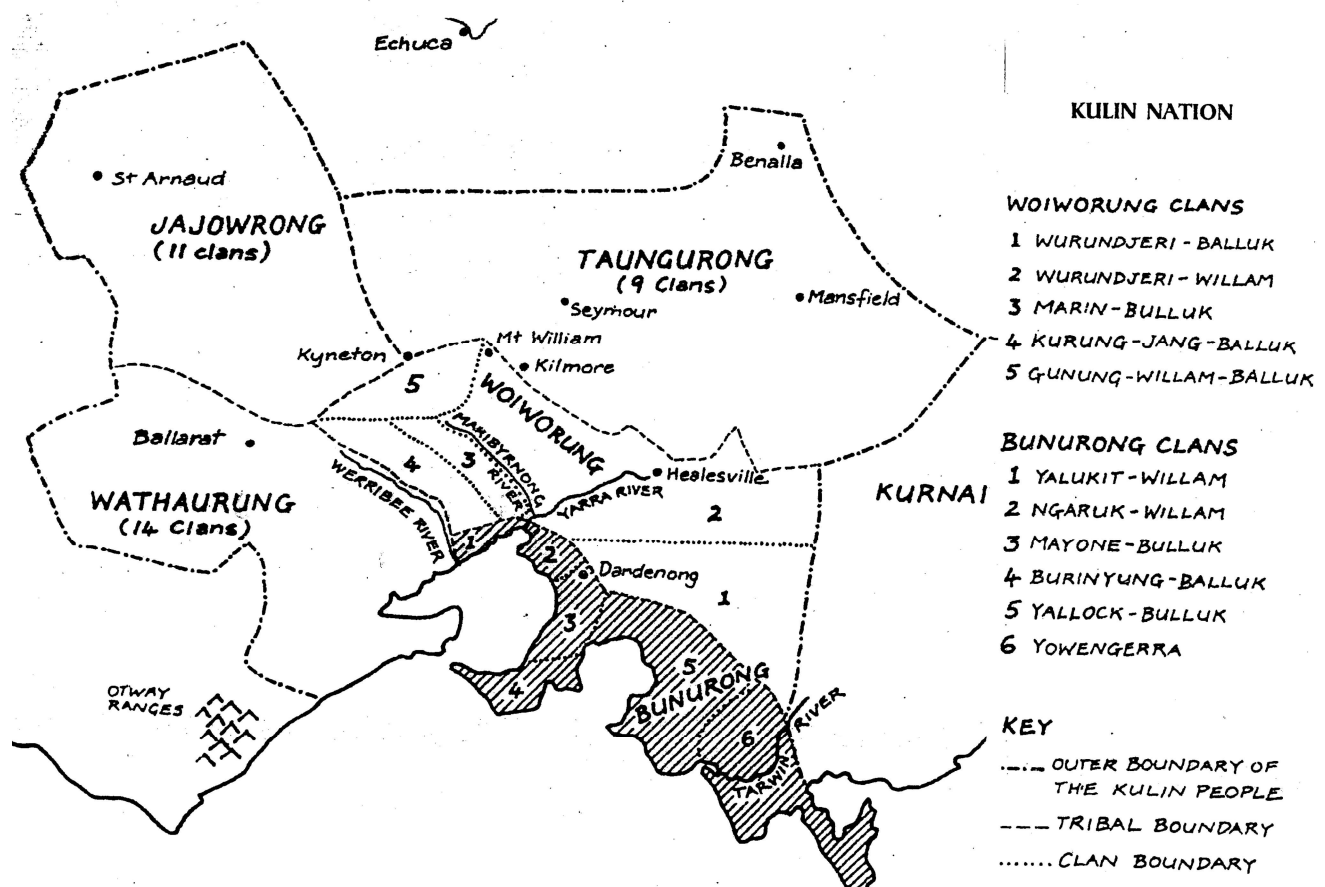 Echuca
KULIN NATION
Benalla
St Arnaud
JAJOWRONG
(11 clans)
TAUNGURONG
(9 Clans)
Seymour
Mansfield
Mt William
Kyneton
Kilmore
5
WOIWORUNG
Ballarat
4
3
MARIBYRNONG
RIVER
WERRIBEE RIVER
YARRA RIVER
Healesville
2
KURNAI
WATHAURUNG
(14 Clans)
1
2
Dardenong
1
3
4
5
BUNURONG
6
TARWIN
RIVER
OTWAY
RANGES
WOIWORUNG CLANS
1 WURUNDJERI-BALLUK
2 WURUNDJERI-WILLAM
3 MARIN-BULLUK
4 KURUNG-JANG-BALLUK
5 GUNUNG-WILLAM-BALLUK
BUNURONG CLANS
1 YALUKIT-WILLAM
2 NGARUK-WILLAM
3 MAYONE-BULLUK
4 BURINYUNG-BALLUK
5 YALLOCK-BULLUK
6 YOWENGERRA
KEY
OUTER BOUNDARY OF
THE KULIN PEOPLE
TRIBAL BOUNDARY
CLAN BOUNDARY